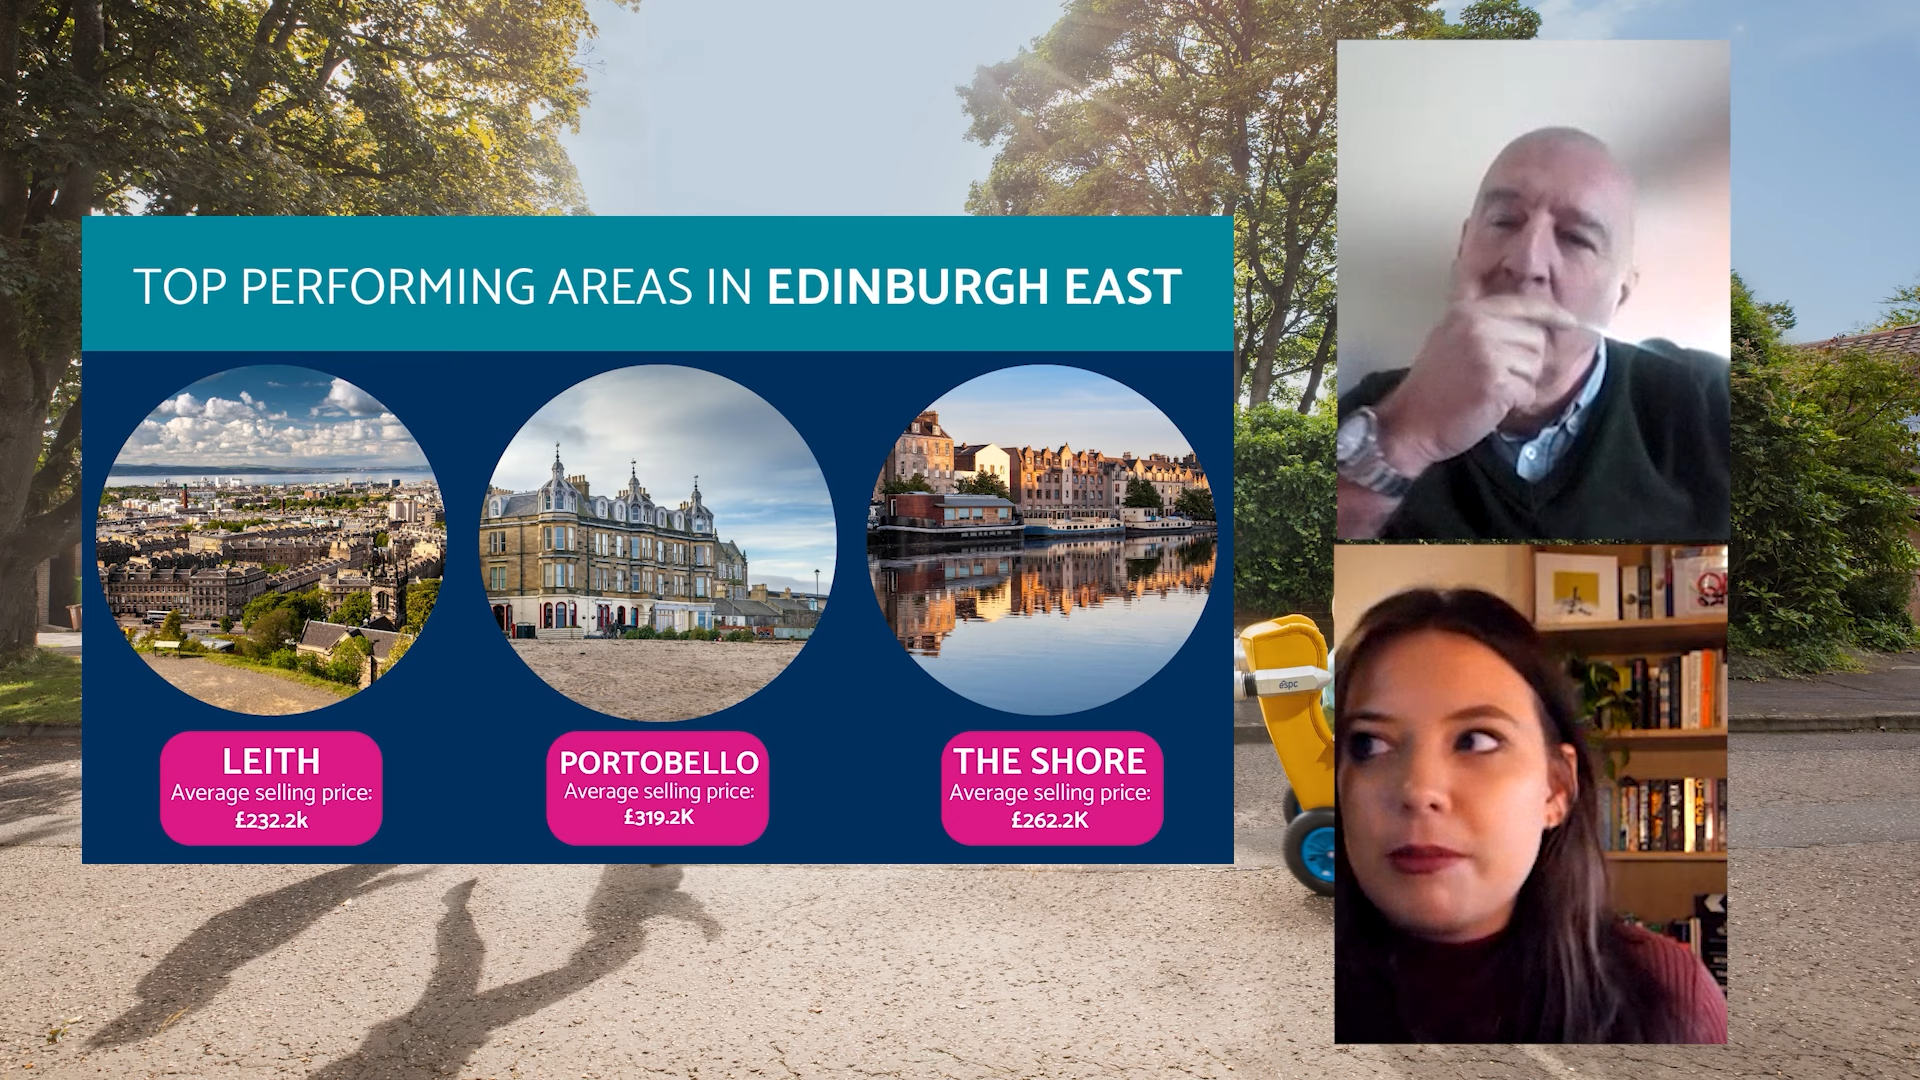 TOP PERFORMING AREAS IN EDINBURGH EAST
LEITH
Average selling price:
£232.2k
PORTOBELLO
Average selling price:
£319.2K
THE SHORE
Average selling price:
£262.2K
espc